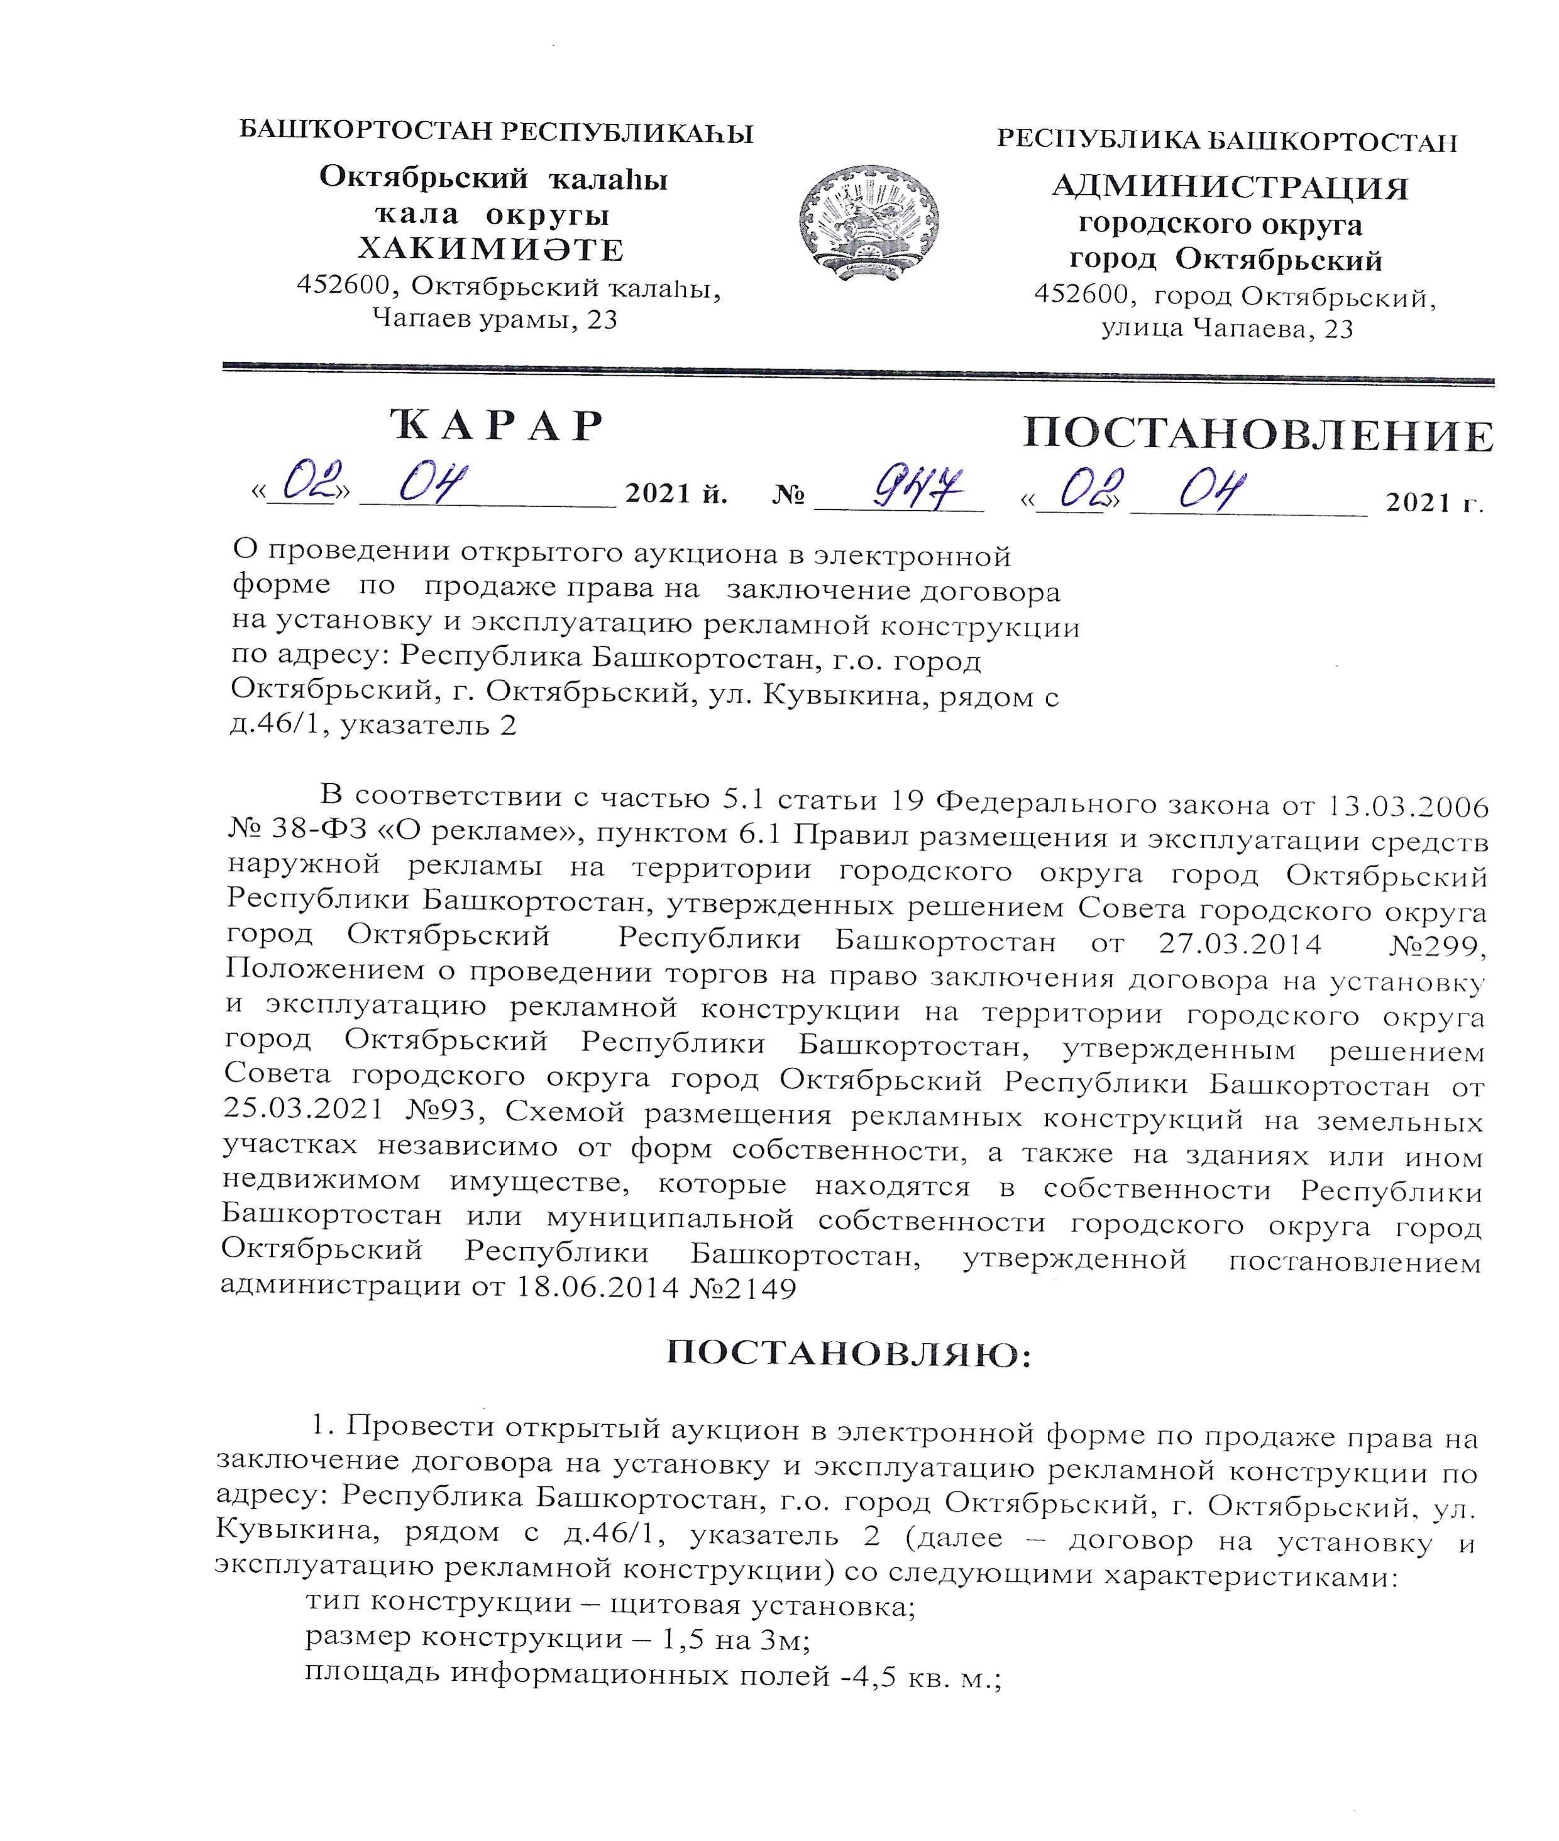 БАШҠОРТОСТАН РЕСПУБЛИКАҺЫ
Октябрьский ҡалаһы
ҡала округы
ХАКИМИӘТЕ
452600, Октябрьский ҡалаһы,
Чапаев урамы, 23
РЕСПУБЛИКА БАШКОРТОСТАН
АДМИНИСТРАЦИЯ
городского округа
город Октябрьский
452600, город Октябрьский,
улица Чапаева, 23
ҠАРАР
ПОСТАНОВЛЕНИЕ
«02» 04 2021 й. № 947 «02» 04 2021 г.
О проведении открытого аукциона в электронной
форме по продаже права на заключение договора
на установку и эксплуатацию рекламной конструкции
по адресу: Республика Башкортостан, г.о. город
Октябрьский, г. Октябрьский, ул. Кувыкина, рядом с
д.46/1, указатель 2
В соответствии с частью 5.1 статьи 19 Федерального закона от 13.03.2006
№ 38-ФЗ «О рекламе», пунктом 6.1 Правил размещения и эксплуатации средств
наружной рекламы на территории городского округа город Октябрьский
Республики Башкортостан, утвержденных решением Совета городского округа
город Октябрьский Республики Башкортостан от 27.03.2014 №299,
Положением о проведении торгов на право заключения договора на установку
и эксплуатацию рекламной конструкции на территории городского округа
город Октябрьский Республики Башкортостан, утвержденным решением
Совета городского округа город Октябрьский Республики Башкортостан от
25.03.2021 №93, Схемой размещения рекламных конструкций на земельных
участках независимо от форм собственности, а также на зданиях или ином
недвижимом имуществе, которые находятся в собственности Республики
Башкортостан или муниципальной собственности городского округа город
Октябрьский Республики Башкортостан, утвержденной постановлением
администрации от 18.06.2014 №2149
ПОСТАНОВЛЯЮ:
1. Провести открытый аукцион в электронной форме по продаже права на
заключение договора на установку и эксплуатацию рекламной конструкции по
адресу: Республика Башкортостан, г.о. город Октябрьский, г. Октябрьский, ул.
Кувыкина, рядом с д.46/1, указатель 2 (далее – договор на установку и
эксплуатацию рекламной конструкции) со следующими характеристиками:
тип конструкции – щитовая установка;
размер конструкции – 1,5 на 3м;
площадь информационных полей -4,5 кв. м.;